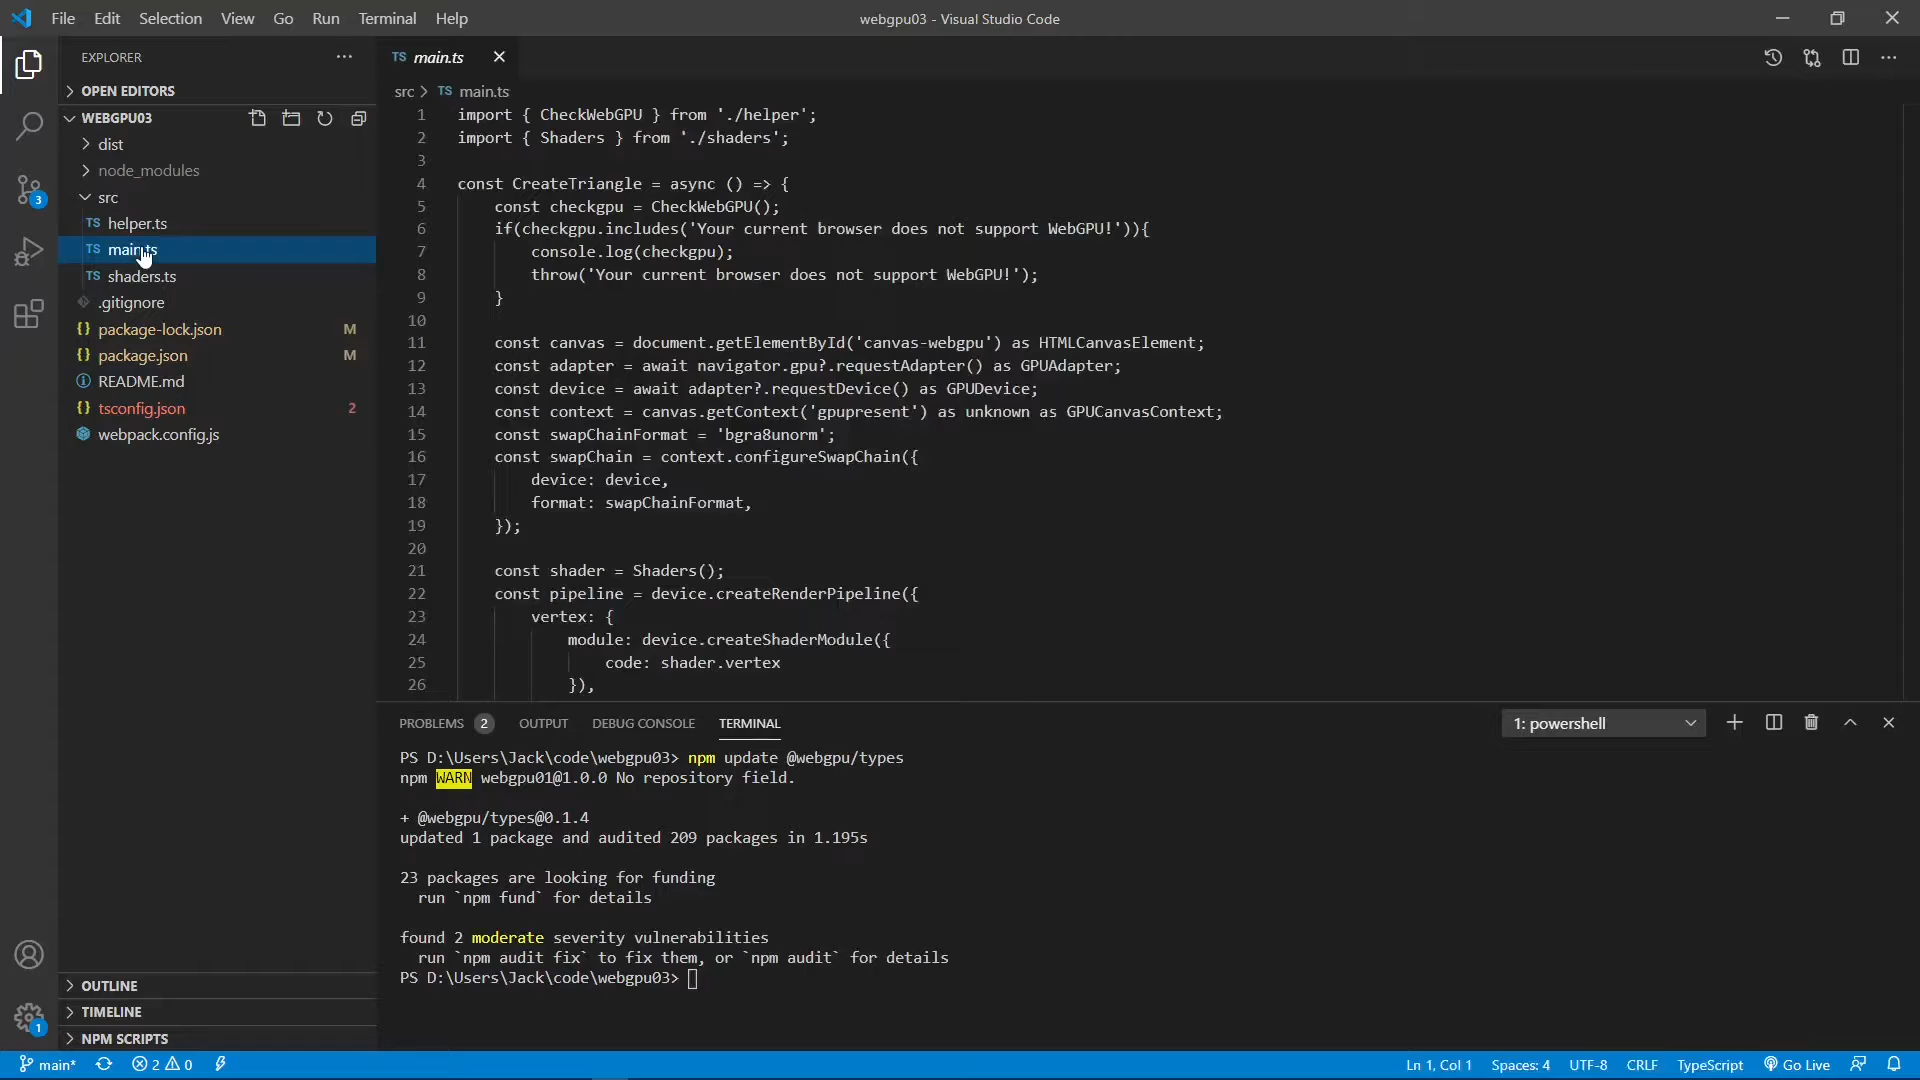 File Edit Selection View Go Run Terminal Help
webgpu03 - Visual Studio Code
EXPLORER
OPEN EDITORS
WEBGPU03
dist
node_modules
src
TS helper.ts
TS main.ts
TS shaders.ts
.gitignore
{} package-lock.json M
{} package.json M
README.md
{} tsconfig.json 2
webpack.config.js
OUTLINE
TIMELINE
NPM SCRIPTS
3
1
TS main.ts
src > TS main.ts
1 import { CheckWebGPU } from './helper';
2 import { Shaders } from './shaders';
3
4 const CreateTriangle = async () => {
5 const checkgpu = CheckWebGPU();
6 if(checkgpu.includes('Your current browser does not support WebGPU!')){
7 console.log(checkgpu);
8 throw('Your current browser does not support WebGPU!');
9 }
10
11 const canvas = document.getElementById('canvas-webgpu') as HTMLCanvasElement;
12 const adapter = await navigator.gpu?.requestAdapter() as GPUAdapter;
13 const device = await adapter?.requestDevice() as GPUDevice;
14 const context = canvas.getContext('gpupresent') as unknown as GPUCanvasContext;
15 const swapChainFormat = 'bgra8unorm';
16 const swapChain = context.configureSwapChain({
17 device: device,
18 format: swapChainFormat,
19 });
20
21 const shader = Shaders();
22 const pipeline = device.createRenderPipeline({
23 vertex: {
24 module: device.createShaderModule({
25 code: shader.vertex
26 }),
PROBLEMS 2 OUTPUT DEBUG CONSOLE TERMINAL
1: powershell
PS D:\Users\Jack\code\webgpu03> npm update @webgpu/types
npm WARN webgpu01@1.0.0 No repository field.
+ @webgpu/types@0.1.4
updated 1 package and audited 209 packages in 1.195s
23 packages are looking for funding
run `npm fund` for details
found 2 moderate severity vulnerabilities
run `npm audit fix` to fix them, or `npm audit` for details
PS D:\Users\Jack\code\webgpu03>
main* 2 0
Ln 1, Col 1 Spaces: 4 UTF-8 CRLF TypeScript Go Live